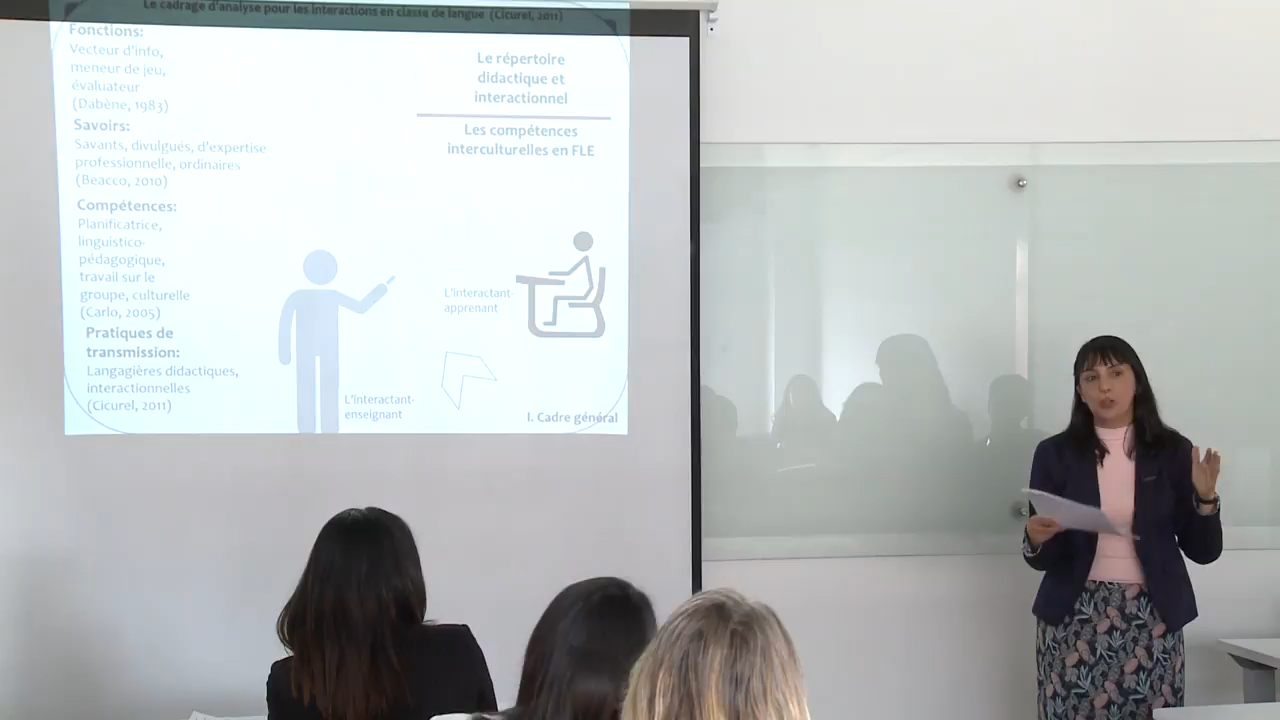 Le cadrage d'analyse pour les interactions en classe de langue (Cicurel, 2011)
Fonctions:
Vecteur d'info,
meneur de jeu,
évaluateur
(Dabène, 1983)
Savoirs:
Savants, divulgués, d'expertise
professionnelle, ordinaires
(Beacco, 2010)
Compétences:
Planificatrice,
linguistico-
pédagogique,
travail sur le
groupe, culturelle
(Carlo, 2005)
Pratiques de
transmission:
Langagières didactiques,
interactionnelles
(Cicurel, 2011)
Le répertoire
didactique et
interactionnel
Les compétences
interculturelles en FLE
L'interactant-
apprenant
L'interactant-
enseignant
I. Cadre général